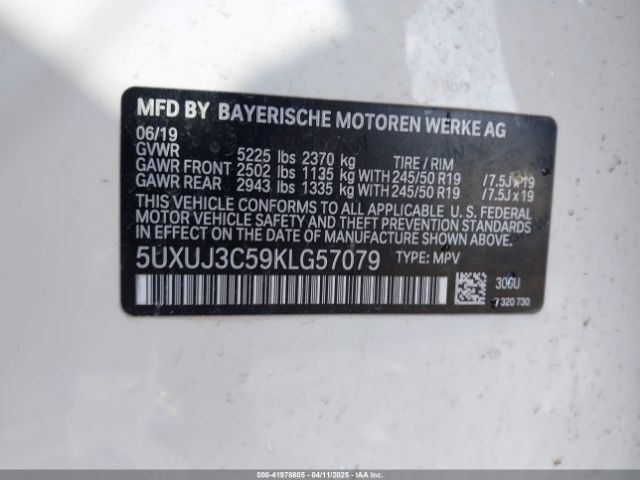 MFD BY BAYERISCHE MOTOREN WERKE AG
06/19
GVWR 5225 lbs 2370 kg TIRE / RIM
GAWR FRONT 2502 lbs 1135 kg WITH 245/50 R19 /7.5J x 19
GAWR REAR 2943 lbs 1335 kg WITH 245/50 R19 /7.5J x 19
THIS VEHICLE CONFORMS TO ALL APPLICABLE U. S. FEDERAL
MOTOR VEHICLE SAFETY AND THEFT PREVENTION STANDARDS
IN EFFECT ON THE DATE OF MANUFACTURE SHOWN ABOVE.
5UXUJ3C59KLG57079 TYPE: MPV
300U
7 320 730
000-41978805 - 04/11/2025 - IAAI.COM